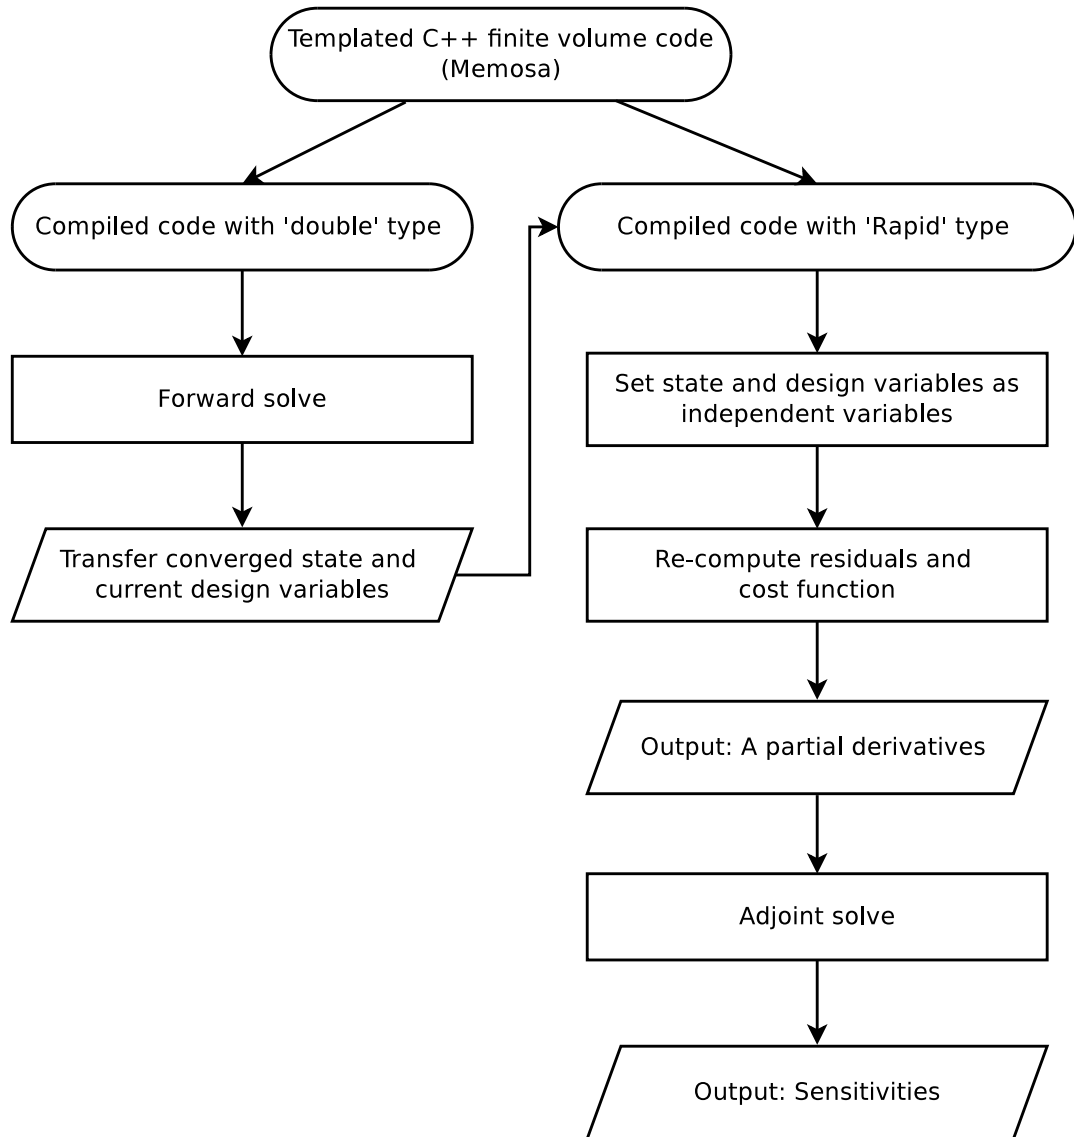 Templated C++ finite volume code
(Memosa)
Compiled code with 'double' type
Compiled code with 'Rapid' type
Forward solve
Set state and design variables as
independent variables
Transfer converged state and
current design variables
Re-compute residuals and
cost function
Output: A partial derivatives
Adjoint solve
Output: Sensitivities